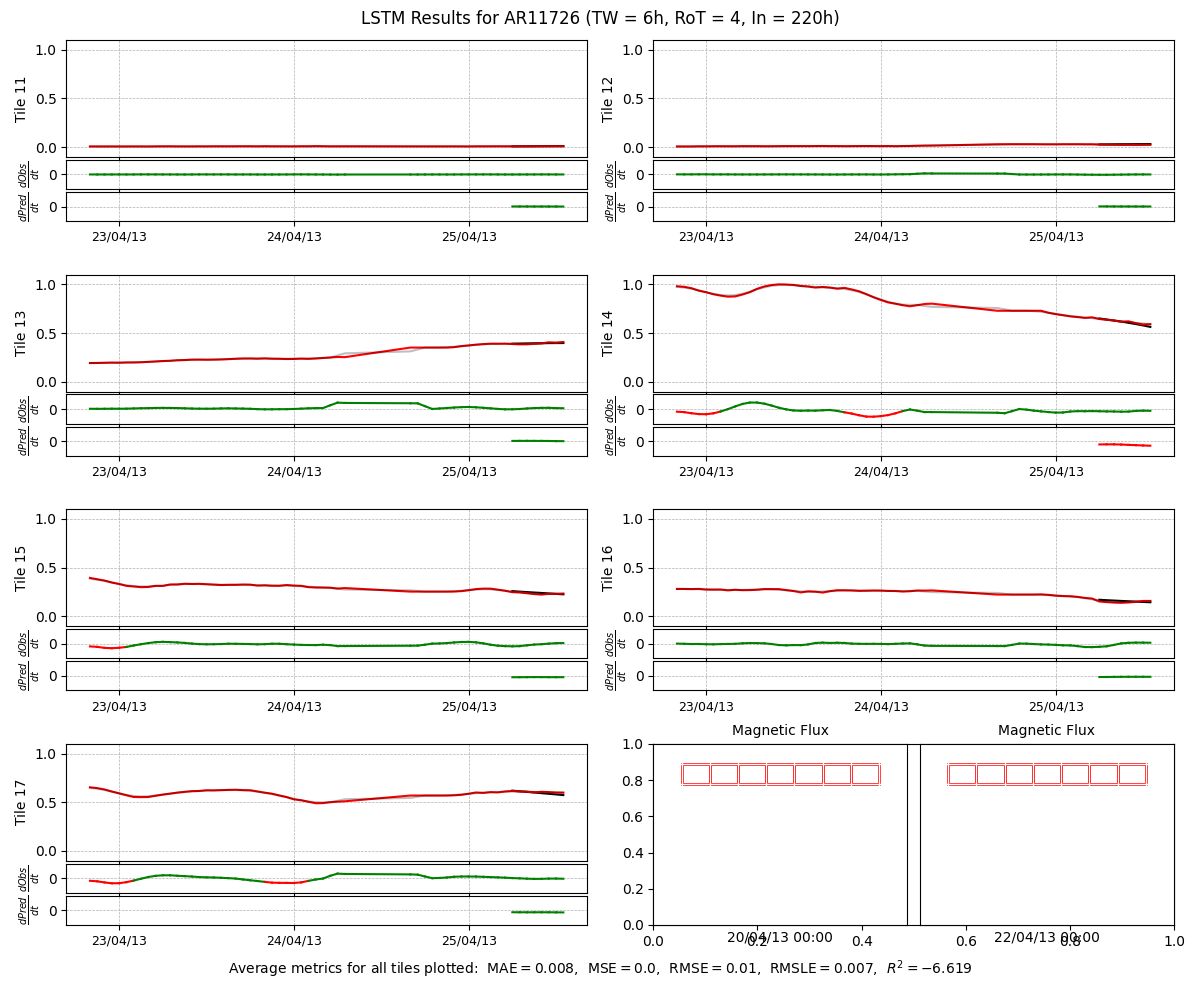 LSTM Results for AR11726 (TW = 6h, RoT = 4, In = 220h)
Tile 11
1.0
0.5
0.0
dObs/dt
0
dPred/dt
0
23/04/13
24/04/13
25/04/13
Tile 12
1.0
0.5
0.0
dObs/dt
0
dPred/dt
0
23/04/13
24/04/13
25/04/13
Tile 13
1.0
0.5
0.0
dObs/dt
0
dPred/dt
0
23/04/13
24/04/13
25/04/13
Tile 14
1.0
0.5
0.0
dObs/dt
0
dPred/dt
0
23/04/13
24/04/13
25/04/13
Tile 15
1.0
0.5
0.0
dObs/dt
0
dPred/dt
0
23/04/13
24/04/13
25/04/13
Tile 16
1.0
0.5
0.0
dObs/dt
0
dPred/dt
0
23/04/13
24/04/13
25/04/13
Tile 17
1.0
0.5
0.0
dObs/dt
0
dPred/dt
0
23/04/13
24/04/13
25/04/13
Magnetic Flux
Magnetic Flux
1.0
0.8
0.6
0.4
0.2
0.0
0.0
0.2
0.4
0.6
0.8
1.0
20/04/13 00:00
22/04/13 00:00
Average metrics for all tiles plotted: MAE = 0.008, MSE = 0.0, RMSE = 0.01, RMSLE = 0.007, R² = −6.619